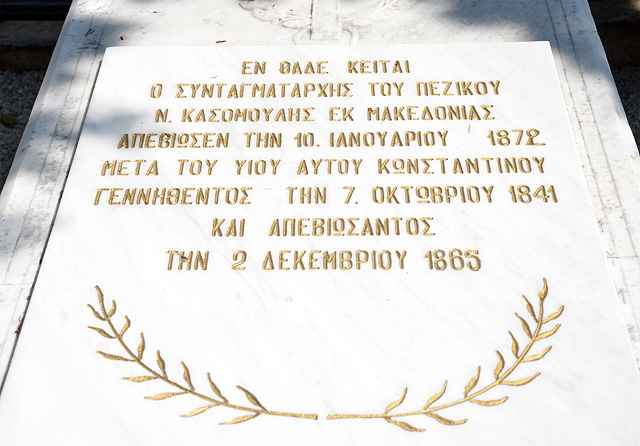 ΕΝ ΘΑΔΕ ΚΕΙΤΑΙ
Ο ΣΥΝΤΑΓΜΑΤΑΡΧΗΣ ΤΟΥ ΠΕΖΙΚΟΥ
Ν. ΚΑΣΟΜΟΥΛΗΣ ΕΚ ΜΑΚΕΔΟΝΙΑΣ
ΑΠΕΒΙΩΣΕΝ ΤΗΝ 10. ΙΑΝΟΥΑΡΙΟΥ 1872
ΜΕΤΑ ΤΟΥ ΥΙΟΥ ΑΥΤΟΥ ΚΩΝΣΤΑΝΤΙΝΟΥ
ΓΕΝΝΗΘΕΝΤΟΣ ΤΗΝ 7. ΟΚΤΩΒΡΙΟΥ 1841
ΚΑΙ ΑΠΕΒΙΩΣΑΝΤΟΣ
ΤΗΝ 2 ΔΕΚΕΜΒΡΙΟΥ 1865